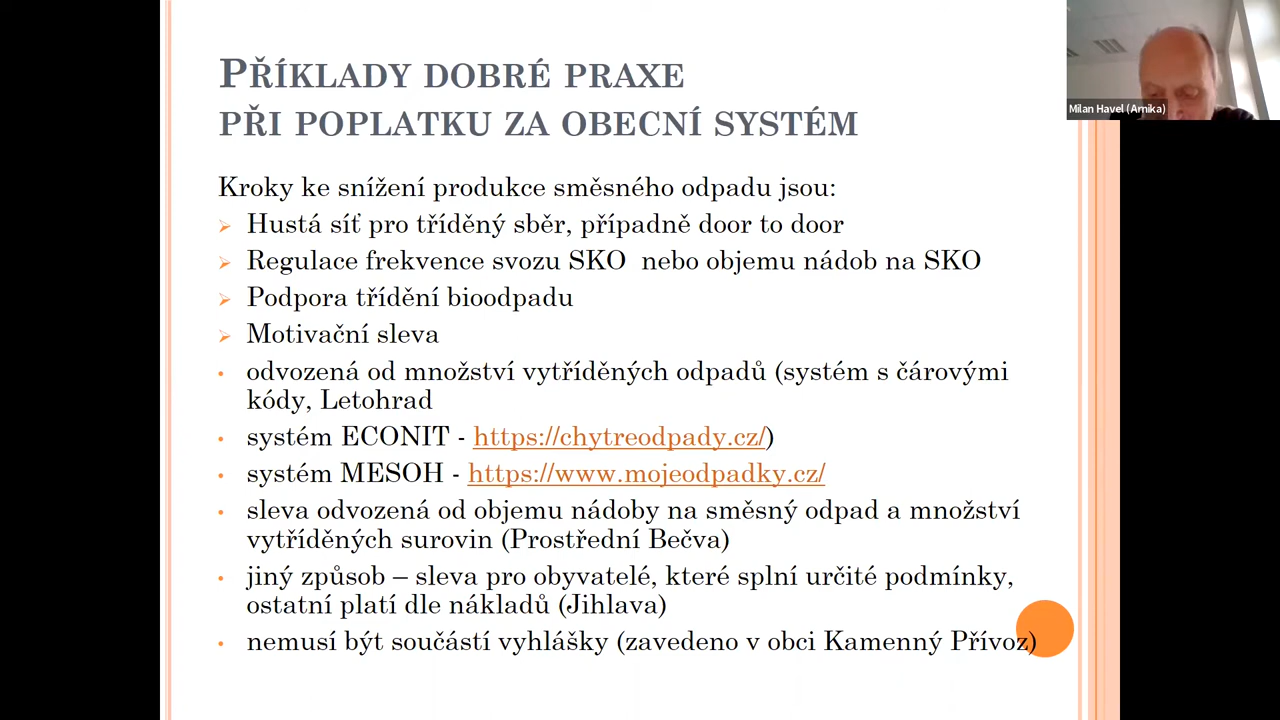 PŘÍKLADY DOBRÉ PRAXE
PŘI POPLATKU ZA OBECNÍ SYSTÉM
Kroky ke snížení produkce směsného odpadu jsou:
Hustá síť pro tříděný sběr, případně door to door
Regulace frekvence svozu SKO nebo objemu nádob na SKO
Podpora třídění bioodpadu
Motivační sleva
odvozená od množství vytříděných odpadů (systém s čárovými
kódy, Letohrad
systém ECONIT - https://chytreodpady.cz/)
systém MESOH - https://www.mojeodpadky.cz/
sleva odvozená od objemu nádoby na směsný odpad a množství
vytříděných surovin (Prostřední Bečva)
jiný způsob – sleva pro obyvatelé, které splní určité podmínky,
ostatní platí dle nákladů (Jihlava)
nemusí být součástí vyhlášky (zavedeno v obci Kamenný Přívoz)
Milan Havel (Arnika)